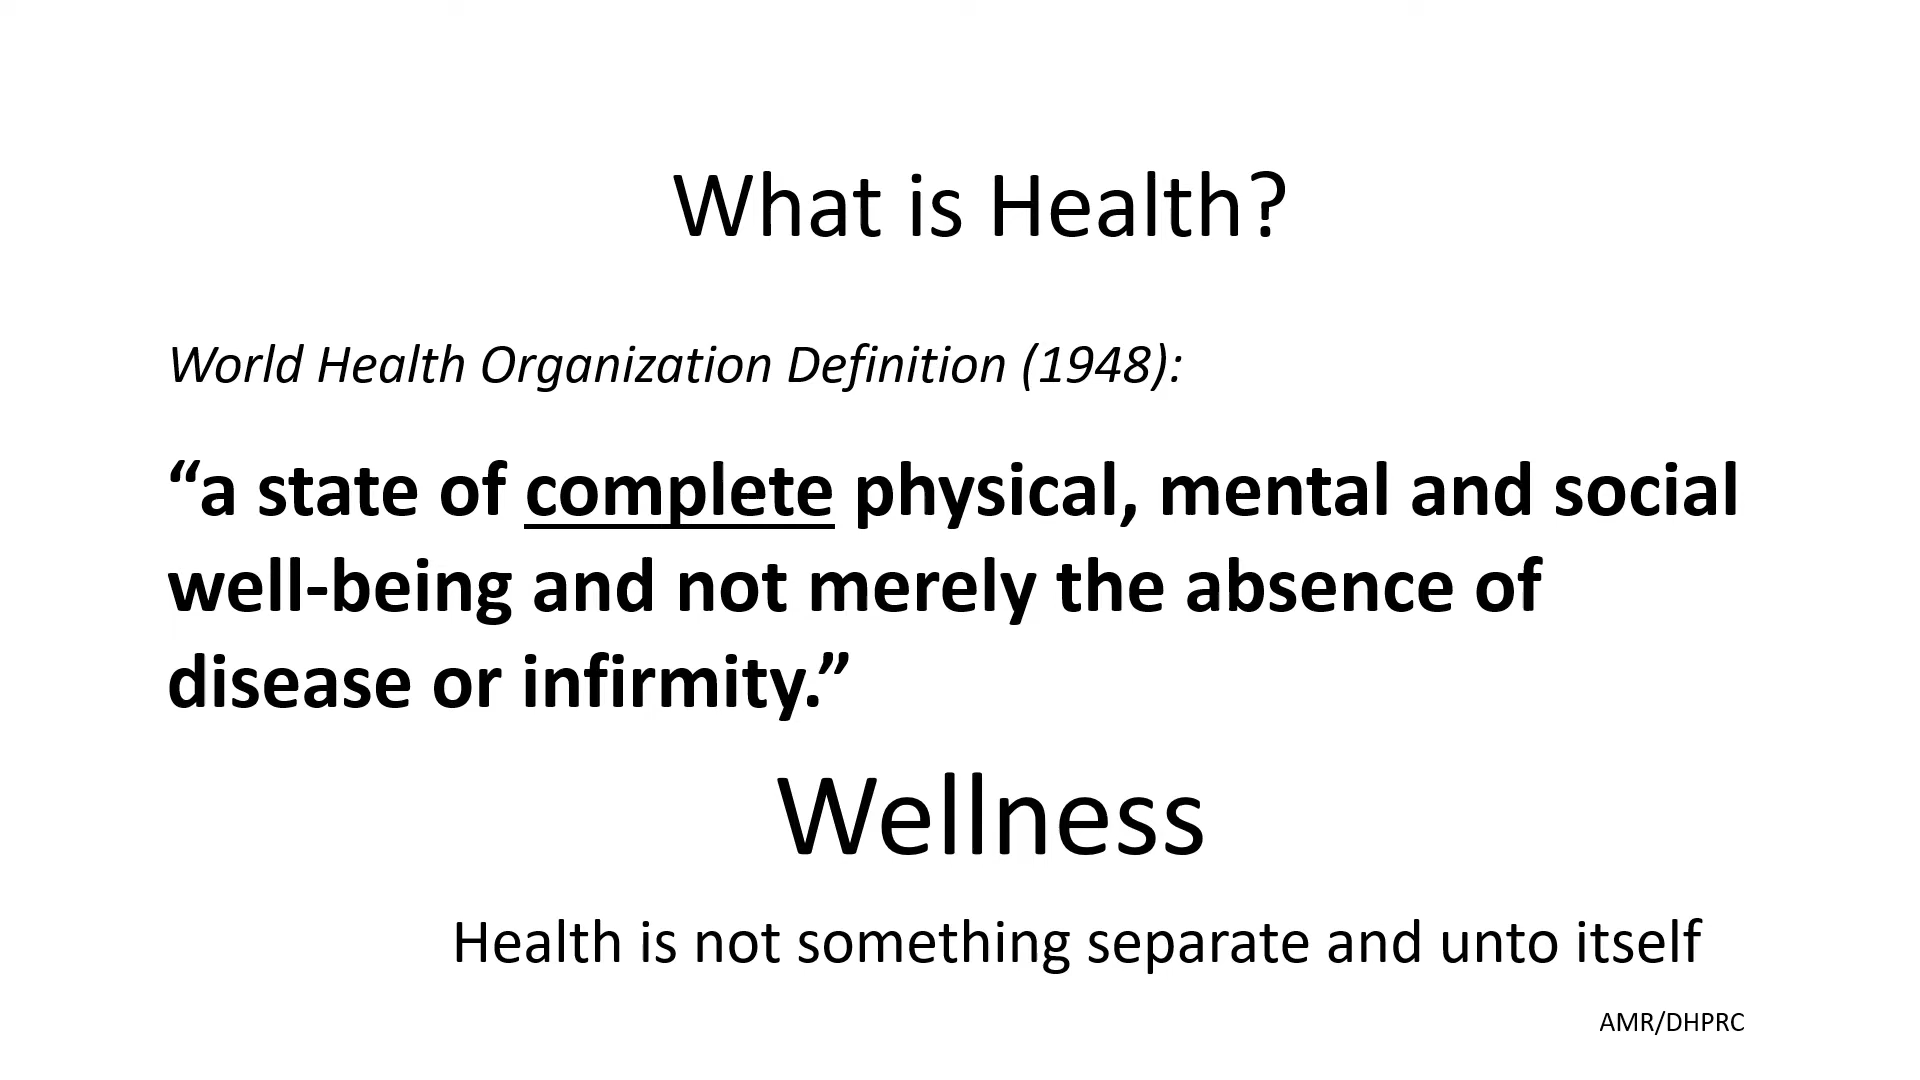 What is Health?
World Health Organization Definition (1948):
“a state of complete physical, mental and social
well-being and not merely the absence of
disease or infirmity.”
Wellness
Health is not something separate and unto itself
AMR/DHPRC